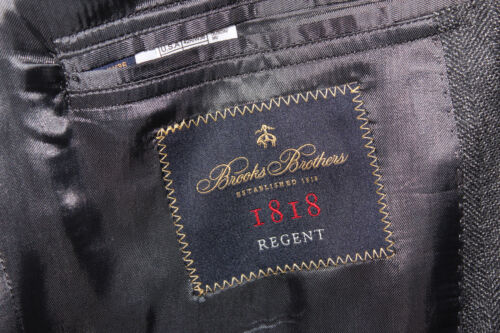 Brooks Brothers
ESTABLISHED 1818
1818
REGENT